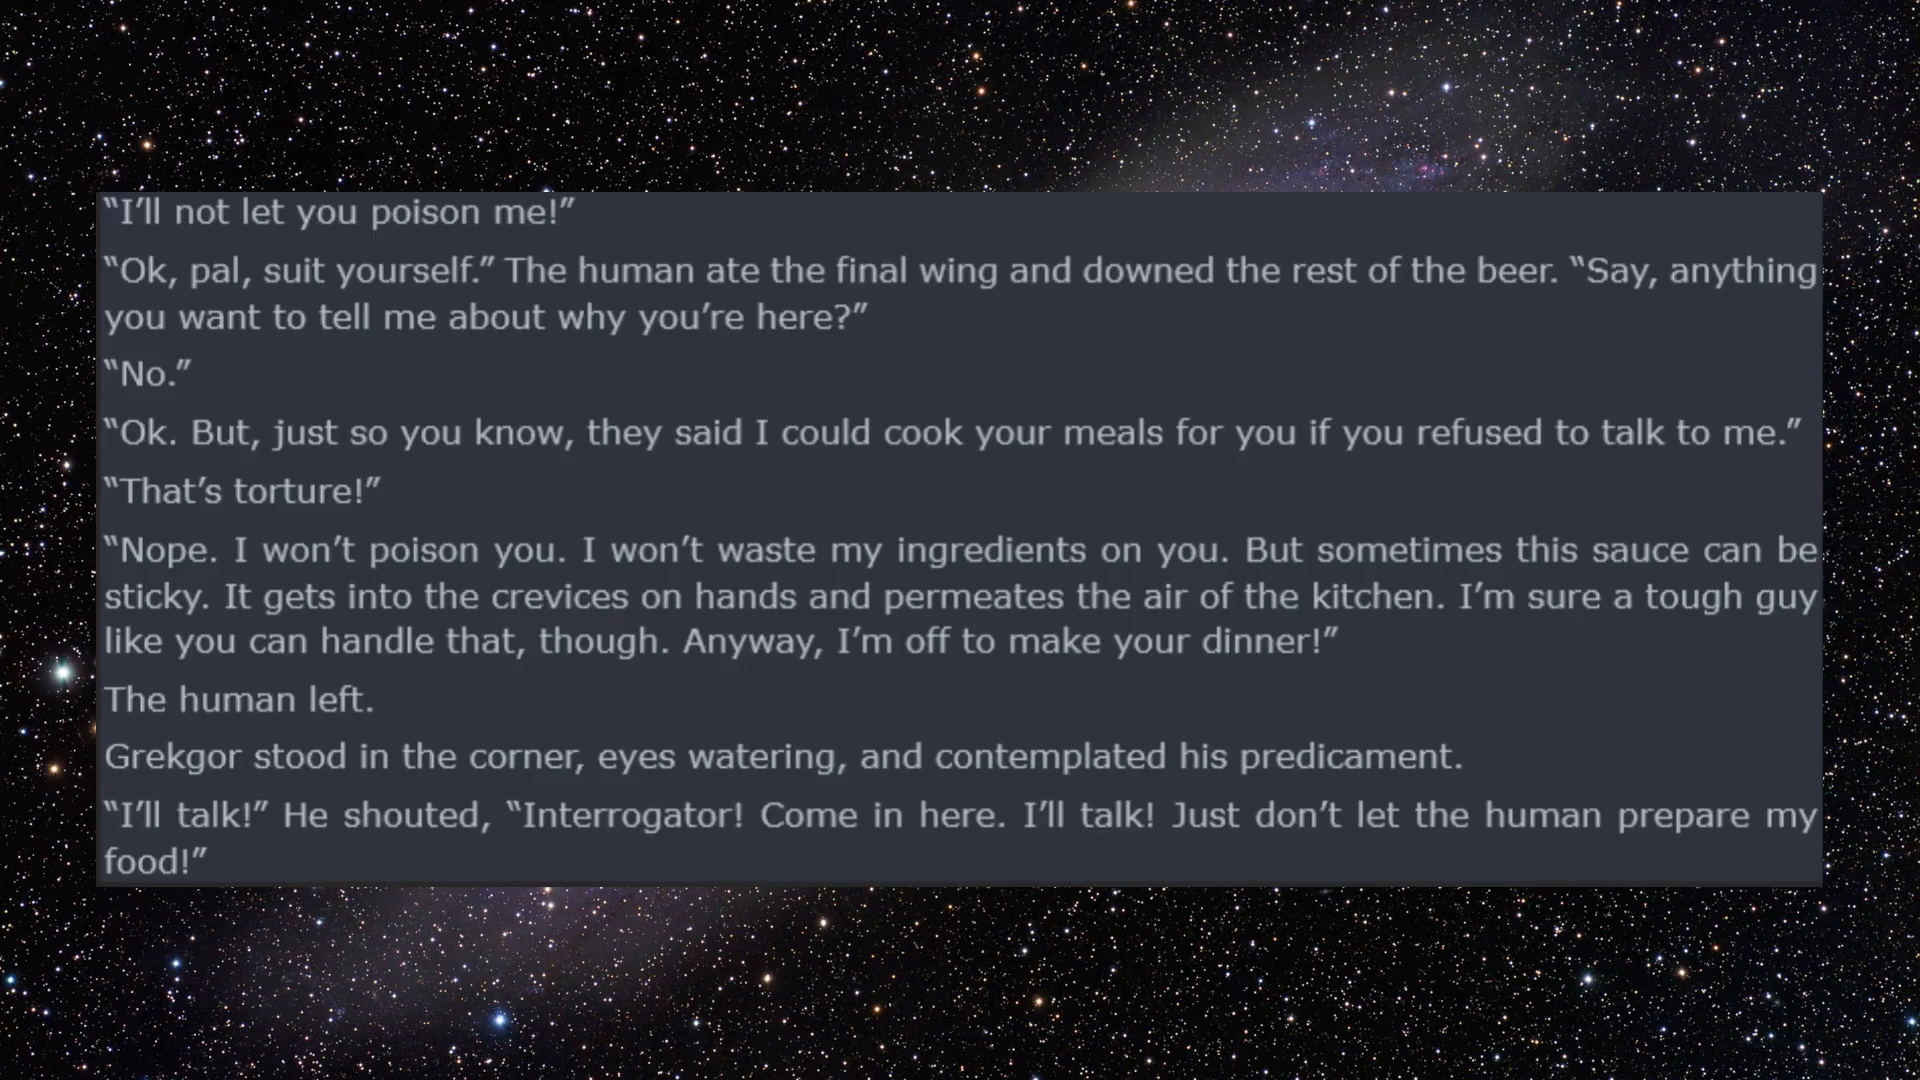 “I’ll not let you poison me!”
“Ok, pal, suit yourself.” The human ate the final wing and downed the rest of the beer. “Say, anything
you want to tell me about why you’re here?”
“No.”
“Ok. But, just so you know, they said I could cook your meals for you if you refused to talk to me.”
“That’s torture!”
“Nope. I won’t poison you. I won’t waste my ingredients on you. But sometimes this sauce can be
sticky. It gets into the crevices on hands and permeates the air of the kitchen. I’m sure a tough guy
like you can handle that, though. Anyway, I’m off to make your dinner!”
The human left.
Grekgor stood in the corner, eyes watering, and contemplated his predicament.
“I’ll talk!” He shouted, “Interrogator! Come in here. I’ll talk! Just don’t let the human prepare my
food!”